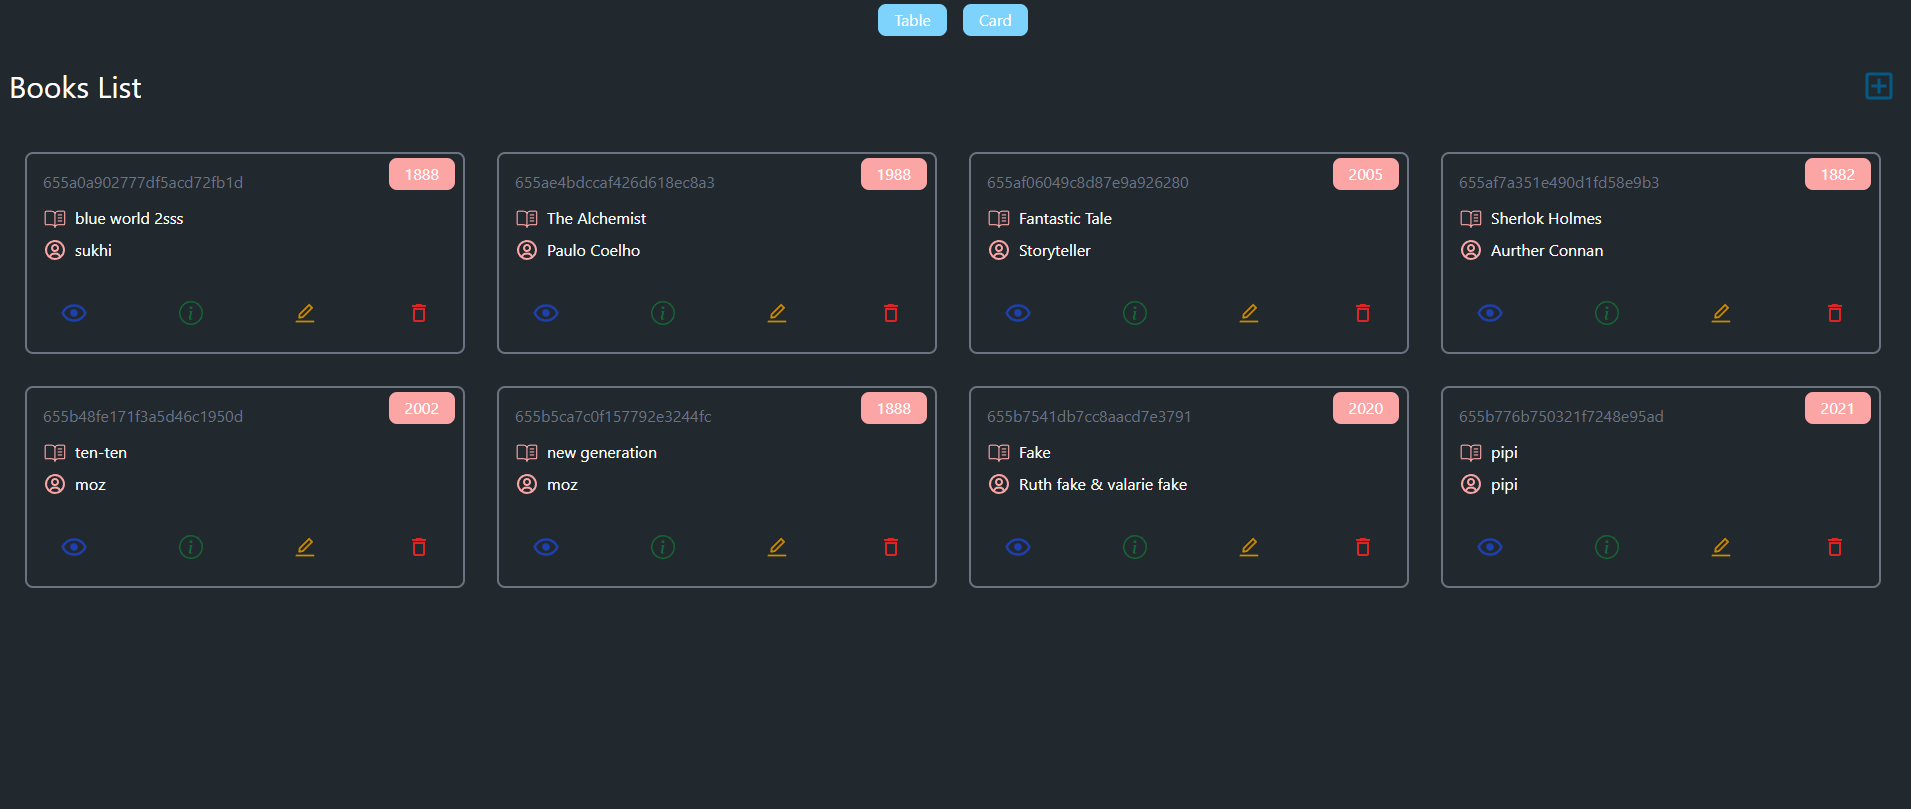 Table Card
Books List
655a0a902777df5acd72fb1d 1888
blue world 2sss
sukhi
655ae4bdccaf426d618ec8a3 1988
The Alchemist
Paulo Coelho
655af06049c8d87e9a926280 2005
Fantastic Tale
Storyteller
655af7a351e490d1fd58e9b3 1882
Sherlok Holmes
Aurther Connan
655b48fe171f3a5d46c1950d 2002
ten-ten
moz
655b5ca7c0f157792e3244fc 1888
new generation
moz
655b7541db7cc8aacd7e3791 2020
Fake
Ruth fake & valarie fake
655b776b750321f7248e95ad 2021
pipi
pipi